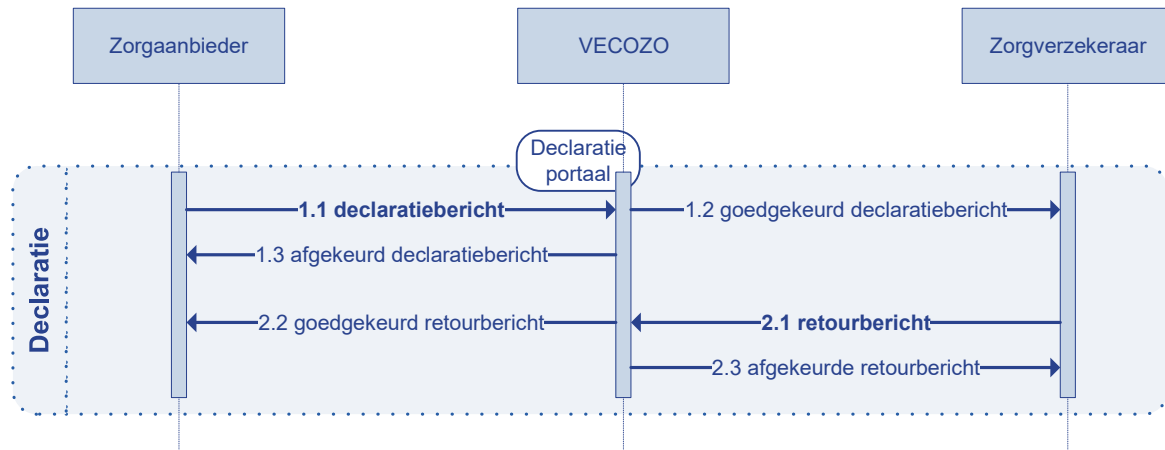 Zorgaanbieder
VECOZO
Zorgverzekeraar
Declaratie
portaal
Declaratie
1.1 declaratiebericht
1.2 goedgekeurd declaratiebericht
1.3 afgekeurd declaratiebericht
2.2 goedgekeurd retourbericht
2.1 retourbericht
2.3 afgekeurde retourbericht